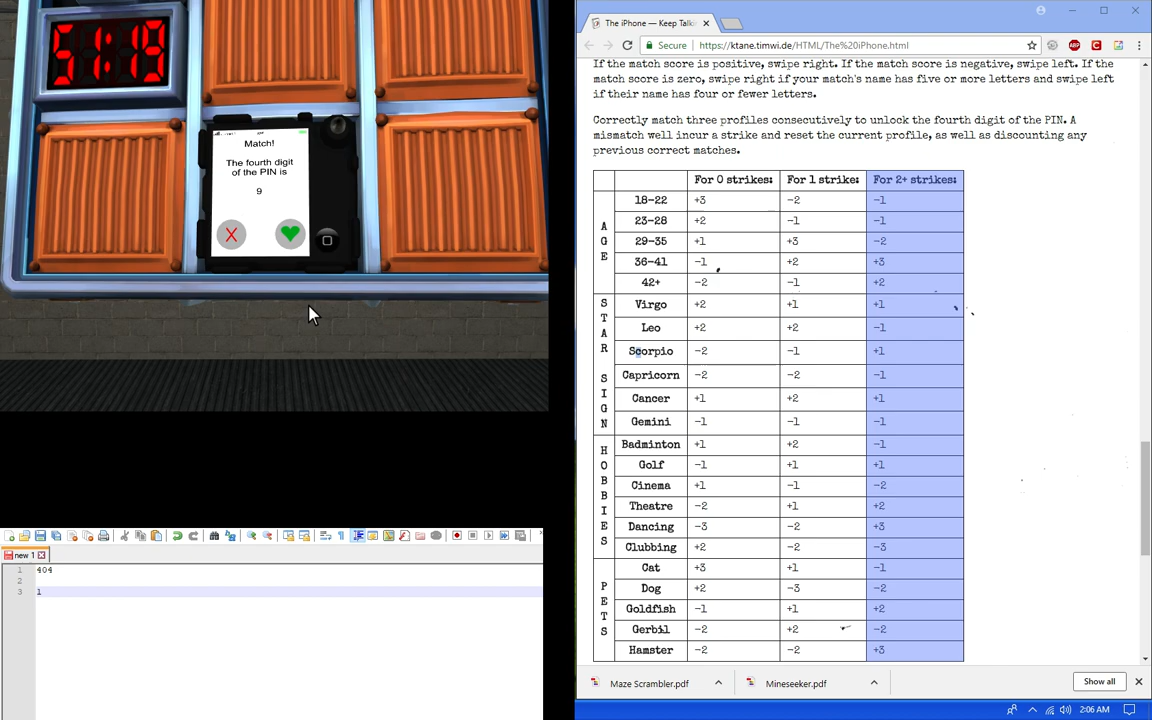 51:19
Match!
The fourth digit
of the PIN is
9
new 1
1 404
2
3 1
The iPhone — Keep Talki
Secure https://ktane.timwi.de/HTML/The%20iPhone.html
If the match score is positive, swipe right. If the match score is negative, swipe left. If the
match score is zero, swipe right if your match's name has five or more letters and swipe left
if their name has four or fewer letters.
Correctly match three profiles consecutively to unlock the fourth digit of the PIN. A
mismatch well incur a strike and reset the current profile, as well as discounting any
previous correct matches.
For 0 strikes: For 1 strike: For 2+ strikes:
AGE
18-22 +3 -2 -1
23-28 +2 -1 -1
29-35 +1 +3 -2
36-41 -1 +2 +3
42+ -2 -1 +2
STAR SIGN
Virgo +2 +1 +1
Leo +2 +2 -1
Scorpio -2 -1 +1
Capricorn -2 -2 -1
Cancer +1 +2 +1
Gemini -1 -1 -1
HOBBIES
Badminton +1 +2 -1
Golf -1 +1 +1
Cinema +1 -1 -2
Theatre -2 +1 +2
Dancing -3 -2 +3
Clubbing +2 -2 -3
PETS
Cat +3 +1 -1
Dog +2 -3 -2
Goldfish -1 +1 +2
Gerbil -2 +2 -2
Hamster -2 -2 +3
Maze Scrambler.pdf Mineseeker.pdf Show all
2:06 AM